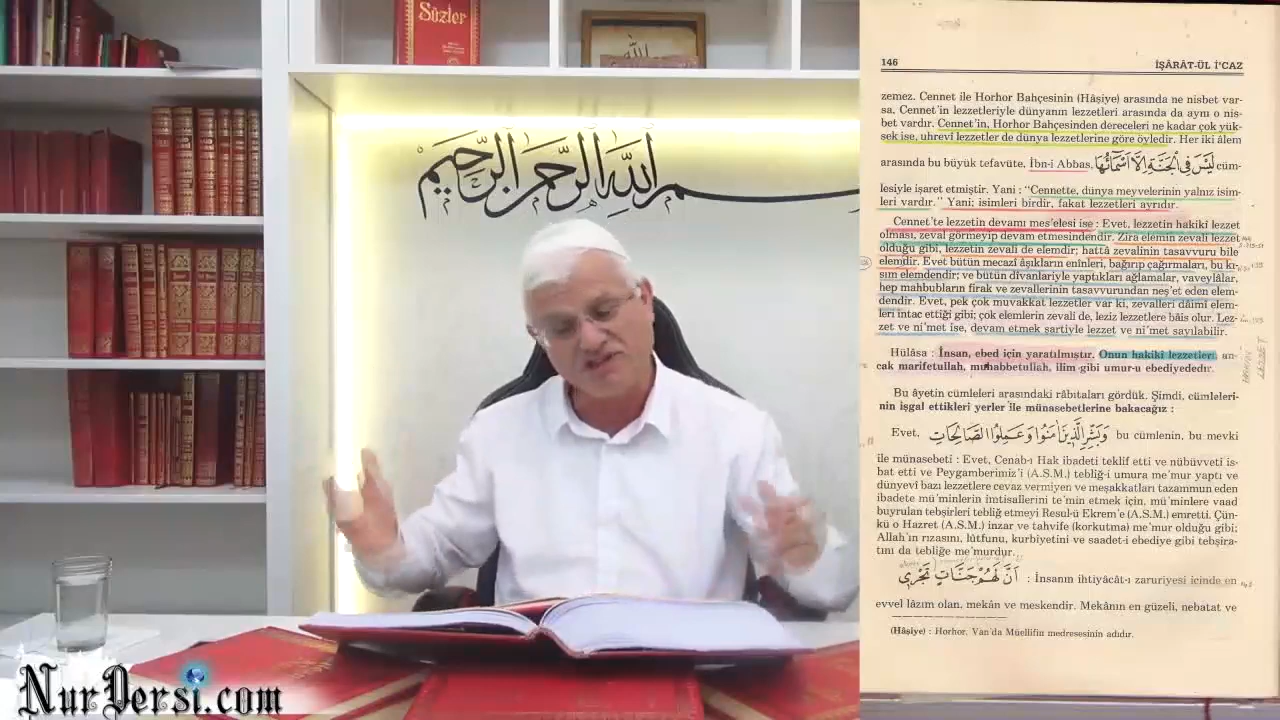 Sözler
بسم الله الرحمن الرحيم
146 İŞÂRÂT-ÜL İ'CAZ
zemez. Cennet ile Horhor Bahçesinin (Hâşiye) arasında ne nisbet var-
sa, Cennet'in lezzetleriyle dünyanın lezzetleri arasında da aynı o nis-
bet vardır. Cennet'in, Horhor Bahçesinden dereceleri ne kadar çok yük-
sek ise, uhrevî lezzetler de dünya lezzetlerine göre öyledir. Her iki âlem
arasında bu büyük tefavüte, İbn-i Abbas, لَيْسَ فِى الْجَنَّةِ اِلاَّ اَسْمَائُهَا cüm-
lesiyle işaret etmiştir. Yani : "Cennette, dünya meyvelerinin yalnız isim-
leri vardır." Yani; isimleri birdir, fakat lezzetleri ayrıdır.
Cennet'te lezzetin devamı mes'elesi ise : Evet, lezzetin hakikî lezzet
olması, zeval görmeyip devam etmesindendir. Zira elemin zevali lezzet
olduğu gibi, lezzetin zevali de elemdir; hattâ zevalinin tasavvuru bile
elemdir. Evet bütün mecazî âşıkların enînleri, bağırıp çağırmaları, bu kı-
sım elemdendir; ve bütün dîvanlariyle yaptıkları ağlamalar, vaveylâlar,
hep mahbubların firak ve zevallerinin tasavvurundan neş'et eden elem-
dendir. Evet, pek çok muvakkat lezzetler var ki, zevalleri dâimî elem-
leri intac ettiği gibi; çok elemlerin zevali de, leziz lezzetlere bâis olur. Lez-
zet ve ni'met ise, devam etmek şartiyle lezzet ve ni'met sayılabilir.
Hülâsa : İnsan, ebed için yaratılmıştır. Onun hakikî lezzetleri, an-
cak marifetullah, muhabbetullah, ilim gibi umur-u ebediyededir.
Bu âyetin cümleleri arasındaki râbıtaları gördük. Şimdi, cümleleri-
nin işgal ettikleri yerler ile münasebetlerine bakacağız :
Evet, وَبَشِّرِ الَّذِينَ اٰمَنُوا وَعَمِلُوا الصَّالِحَاتِ bu cümlenin, bu mevki
ile münasebeti : Evet, Cenab-ı Hak ibadeti teklif etti ve nübüvveti is-
bat etti ve Peygamberimiz'i (A.S.M.) tebliğ-i umura me'mur yaptı ve
dünyevî bazı lezzetlere cevaz vermiyen ve meşakkatları tazammun eden
ibadete mü'minlerin imtisallerini te'min etmek için, mü'minlere vaad
buyrulan tebşirleri tebliğ etmeyi Resul-ü Ekrem'e (A.S.M.) emretti. Çün-
kü o Hazret (A.S.M.) inzar ve tahvife (korkutma) me'mur olduğu gibi;
Allah'ın rızasını, lûtfunu, kurbiyetini ve saadet-i ebediye gibi tebşira-
tını da tebliğe me'murdur.
اَنَّ لَهُمْ جَنَّاتٍ تَجْرِى : İnsanın ihtiyâcât-ı zaruriyesi içinde en
evvel lâzım olan, mekân ve meskendir. Mekânın en güzeli, nebatat ve
(Hâşiye) : Horhor, Van'da Müellifin medresesinin adıdır.
NurDersi.com